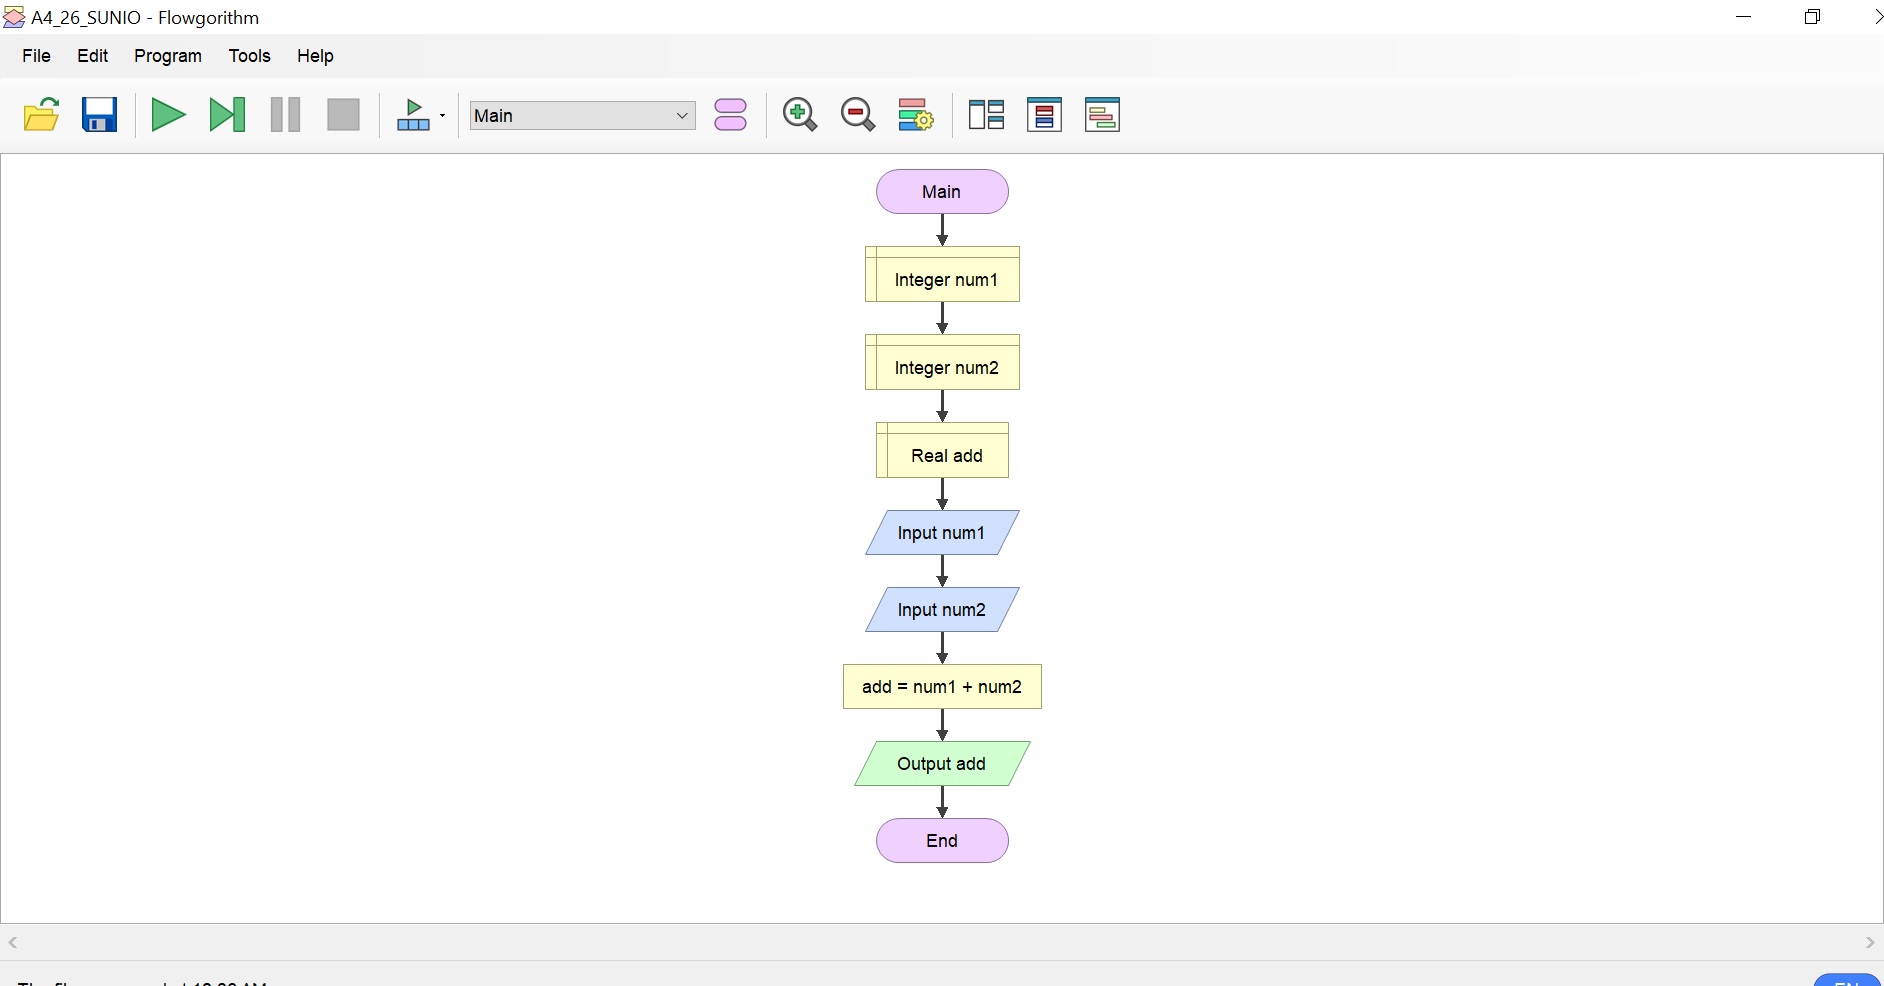 A4_26_SUNIO - Flowgorithm
File Edit Program Tools Help
Main
Main
Integer num1
Integer num2
Real add
Input num1
Input num2
add = num1 + num2
Output add
End